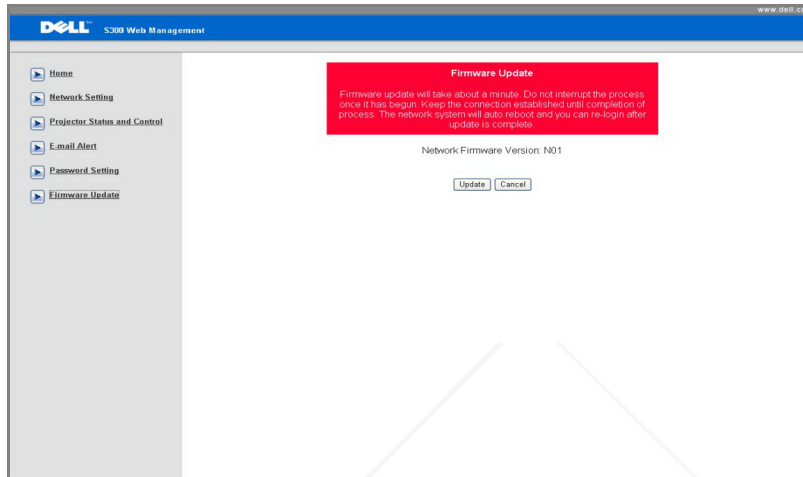 www.dell.c
DELL™ S300 Web Management
Home
Network Setting
Projector Status and Control
E-mail Alert
Password Setting
Firmware Update
Firmware Update
Firmware update will take about a minute. Do not interrupt the process
once it has begun. Keep the connection established until completion of
process. The network system will auto reboot and you can re-login after
update is complete
Network Firmware Version: N01
Update Cancel